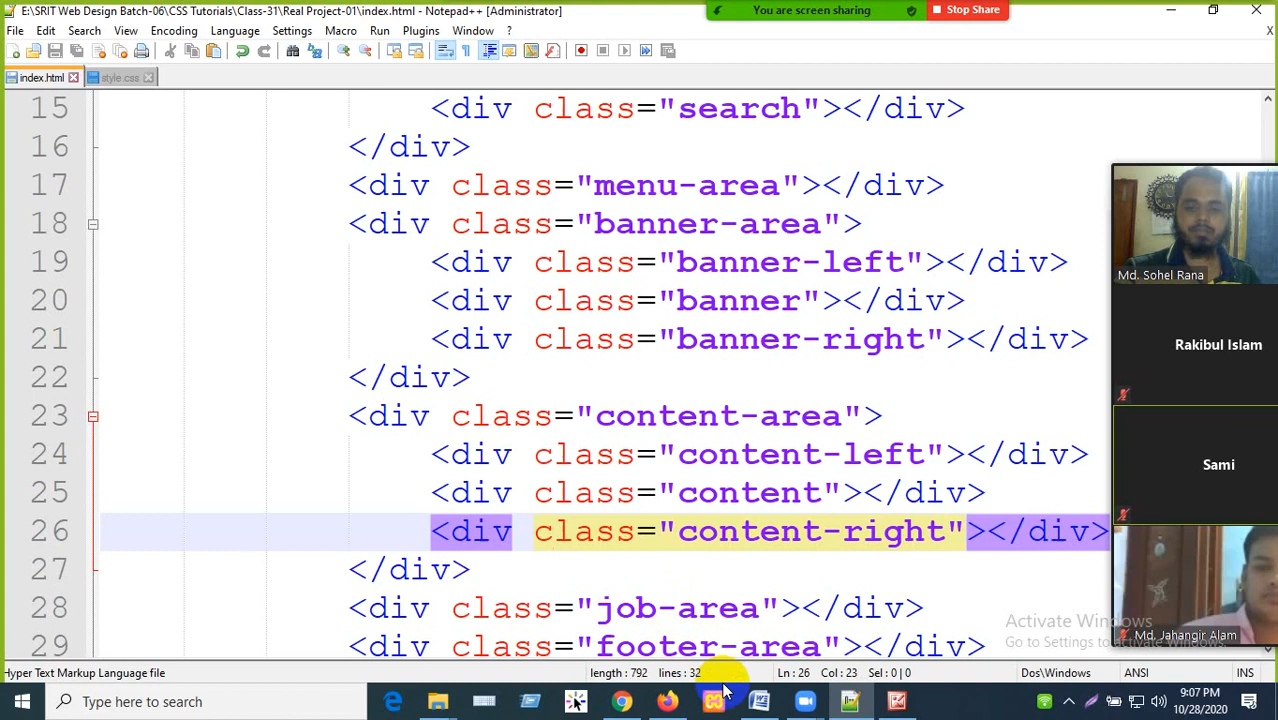 E:\SRIT Web Design Batch-06\CSS Tutorials\Class-31\Real Project-01\index.html - Notepad++ [Administrator]
You are screen sharing
Stop Share
File Edit Search View Encoding Language Settings Macro Run Plugins Window ?
X
index.html
style.css
15 <div class="search"></div>
16 </div>
17 <div class="menu-area"></div>
18 <div class="banner-area">
19 <div class="banner-left"></div>
20 <div class="banner"></div>
21 <div class="banner-right"></div>
22 </div>
23 <div class="content-area">
24 <div class="content-left"></div>
25 <div class="content"></div>
26 <div class="content-right"></div>
27 </div>
28 <div class="job-area"></div>
29 <div class="footer-area"></div>
Md. Sohel Rana
Rakibul Islam
Sami
Md. Jahangir Alam
Activate Windows
Go to Settings to activate Windows.
Hyper Text Markup Language file
length : 792 lines : 32
Ln : 26 Col : 23 Sel : 0 | 0
Dos\Windows
ANSI
INS
Type here to search
9:07 PM
10/28/2020